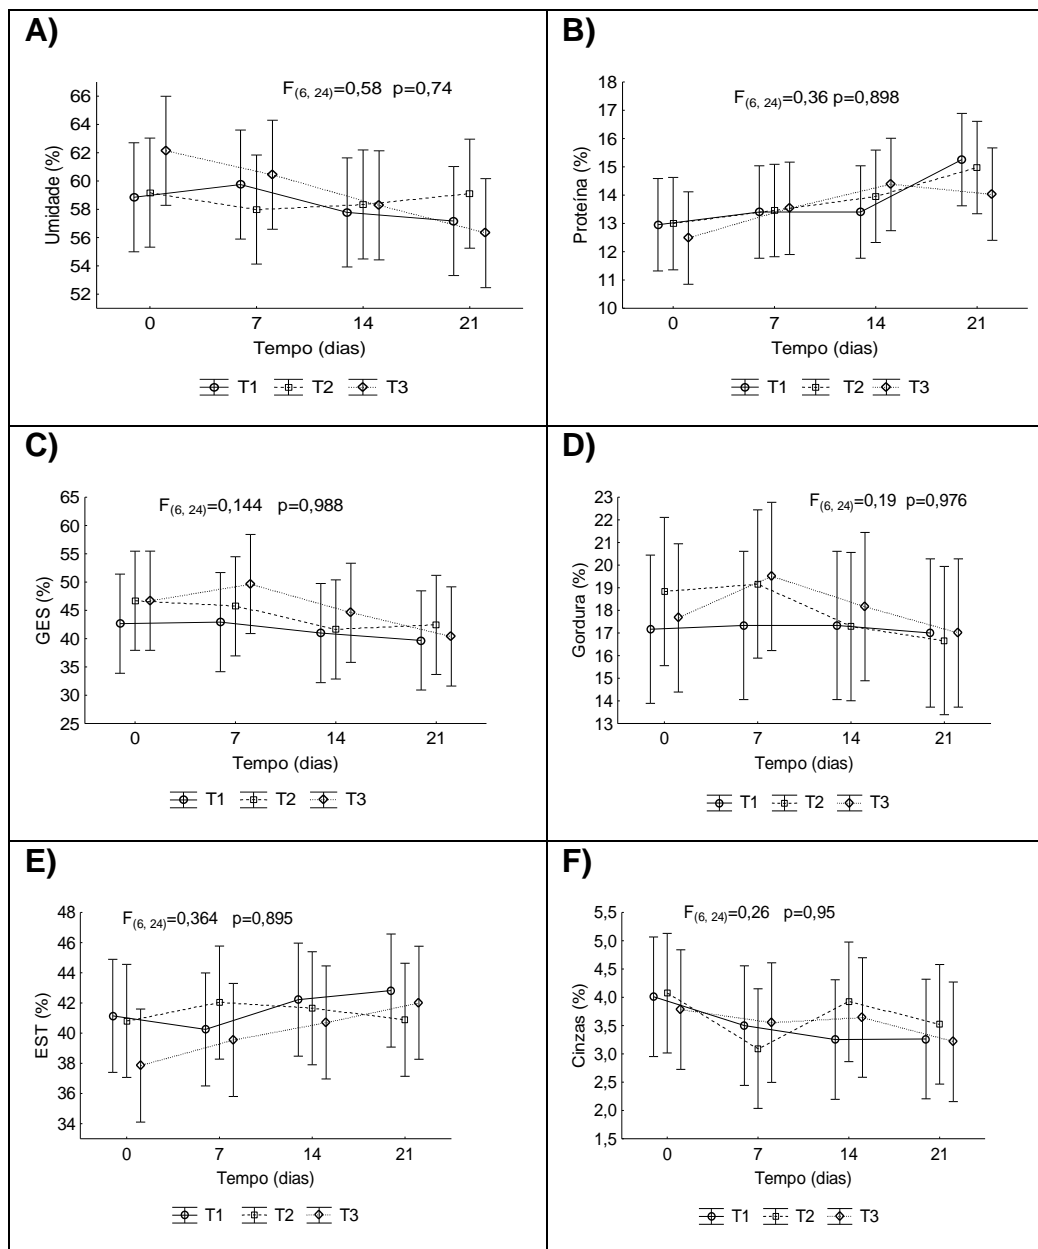 A)
F(6, 24)=0,58 p=0,74
66
64
62
60
58
56
54
52
Umidade (%)
0 7 14 21
Tempo (dias)
T1 T2 T3
B)
F(6, 24)=0,36 p=0,898
18
17
16
15
14
13
12
11
10
Proteína (%)
0 7 14 21
Tempo (dias)
T1 T2 T3
C)
F(6, 24)=0,144 p=0,988
65
60
55
50
45
40
35
30
25
GES (%)
0 7 14 21
Tempo (dias)
T1 T2 T3
D)
F(6, 24)=0,19 p=0,976
23
22
21
20
19
18
17
16
15
14
13
Gordura (%)
0 7 14 21
Tempo (dias)
T1 T2 T3
E)
F(6, 24)=0,364 p=0,895
48
46
44
42
40
38
36
34
EST (%)
0 7 14 21
Tempo (dias)
T1 T2 T3
F)
F(6, 24)=0,26 p=0,95
5,5
5,0
4,5
4,0
3,5
3,0
2,5
2,0
1,5
Cinzas (%)
0 7 14 21
Tempo (dias)
T1 T2 T3